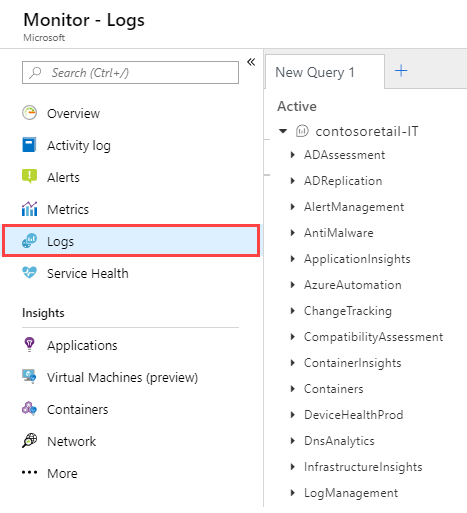 Monitor - Logs
Microsoft
Search (Ctrl+/)
Overview
Activity log
Alerts
Metrics
Logs
Service Health
Insights
Applications
Virtual Machines (preview)
Containers
Network
More
New Query 1
Active
contosoretail-IT
ADAssessment
ADReplication
AlertManagement
AntiMalware
ApplicationInsights
AzureAutomation
ChangeTracking
CompatibilityAssessment
ContainerInsights
Containers
DeviceHealthProd
DnsAnalytics
InfrastructureInsights
LogManagement